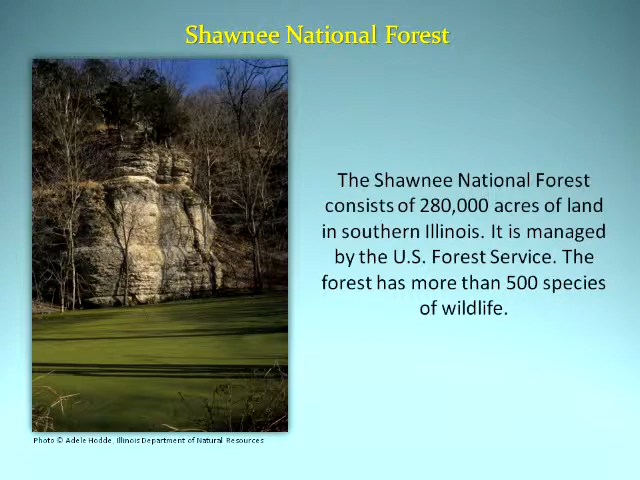 Shawnee National Forest
The Shawnee National Forest
consists of 280,000 acres of land
in southern Illinois. It is managed
by the U.S. Forest Service. The
forest has more than 500 species
of wildlife.
Photo © Adele Hodde, Illinois Department of Natural Resources